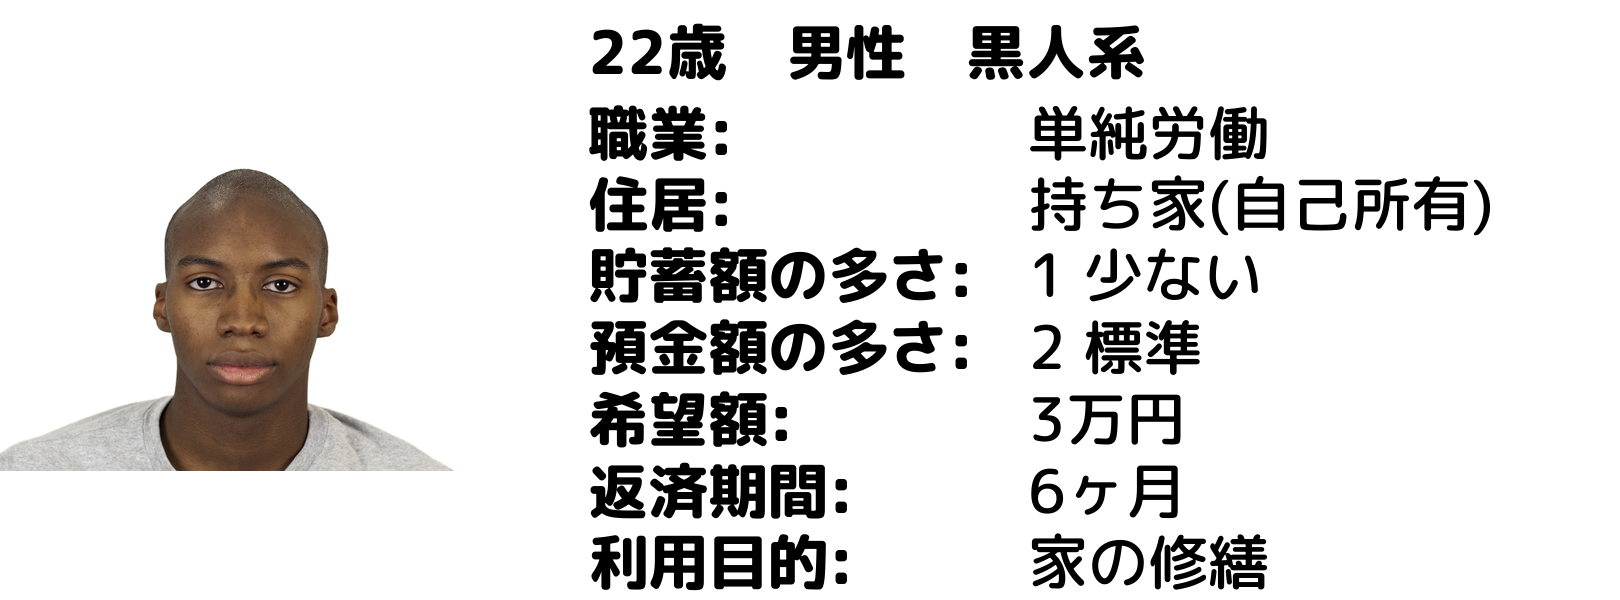 22歳　男性　黒人系
職業: 単純労働
住居: 持ち家(自己所有)
貯蓄額の多さ: 1 少ない
預金額の多さ: 2 標準
希望額: 3万円
返済期間: 6ヶ月
利用目的: 家の修繕